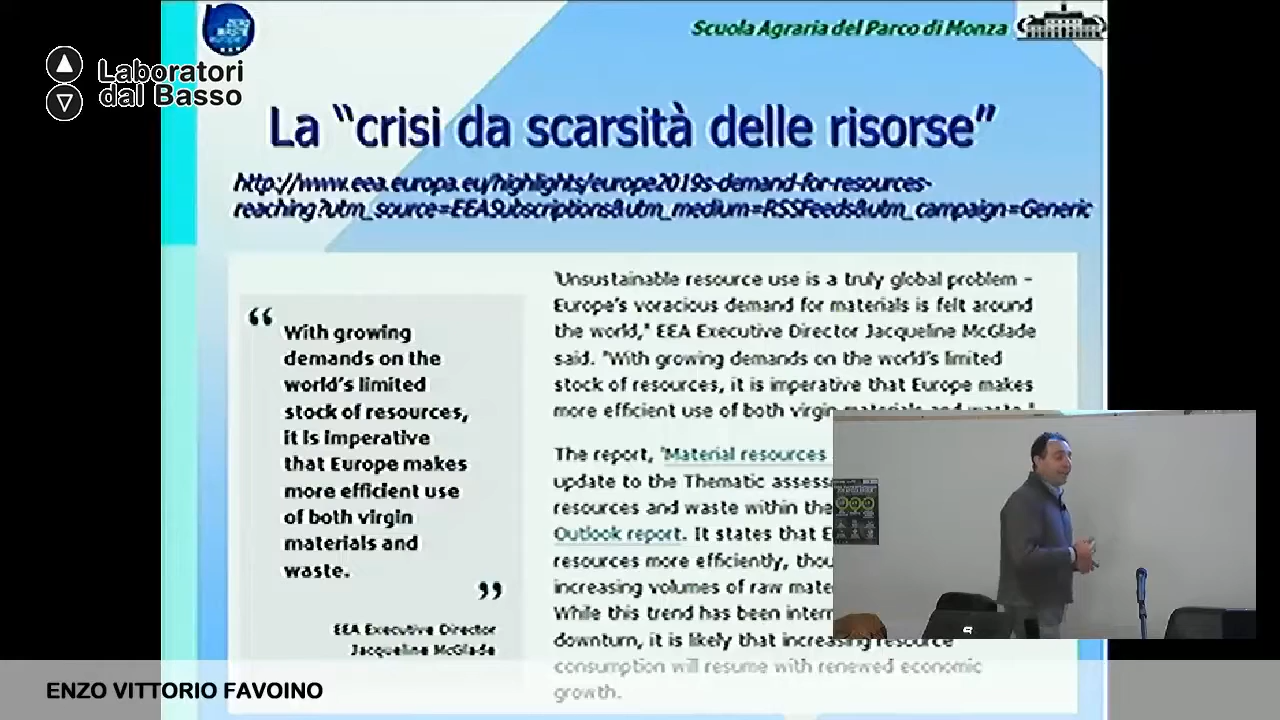 Scuola Agraria del Parco di Monza
Laboratori
dal Basso
La “crisi da scarsità delle risorse”
http://www.eea.europa.eu/highlights/europe2019s-demand-for-resources-
reaching?utm_source=EEASubscriptions&utm_medium=RSSFeeds&utm_campaign=Generic
“ With growing
demands on the
world's limited
stock of resources,
it is imperative
that Europe makes
more efficient use
of both virgin
materials and
waste.
”
EEA Executive Director
Jacqueline McGlade
'Unsustainable resource use is a truly global problem –
Europe's voracious demand for materials is felt around
the world," EEA Executive Director Jacqueline McGlade
said. "With growing demands on the world's limited
stock of resources, it is imperative that Europe makes
more efficient use of both virgin materials and waste."
The report, 'Material resources
update to the Thematic
resources and waste within the
Outlook report. It states that
resources more efficiently,
increasing volumes of raw
While this trend has been
downturn, it is likely that increasing resource
consumption will resume with renewed economic
growth.
ENZO VITTORIO FAVOINO